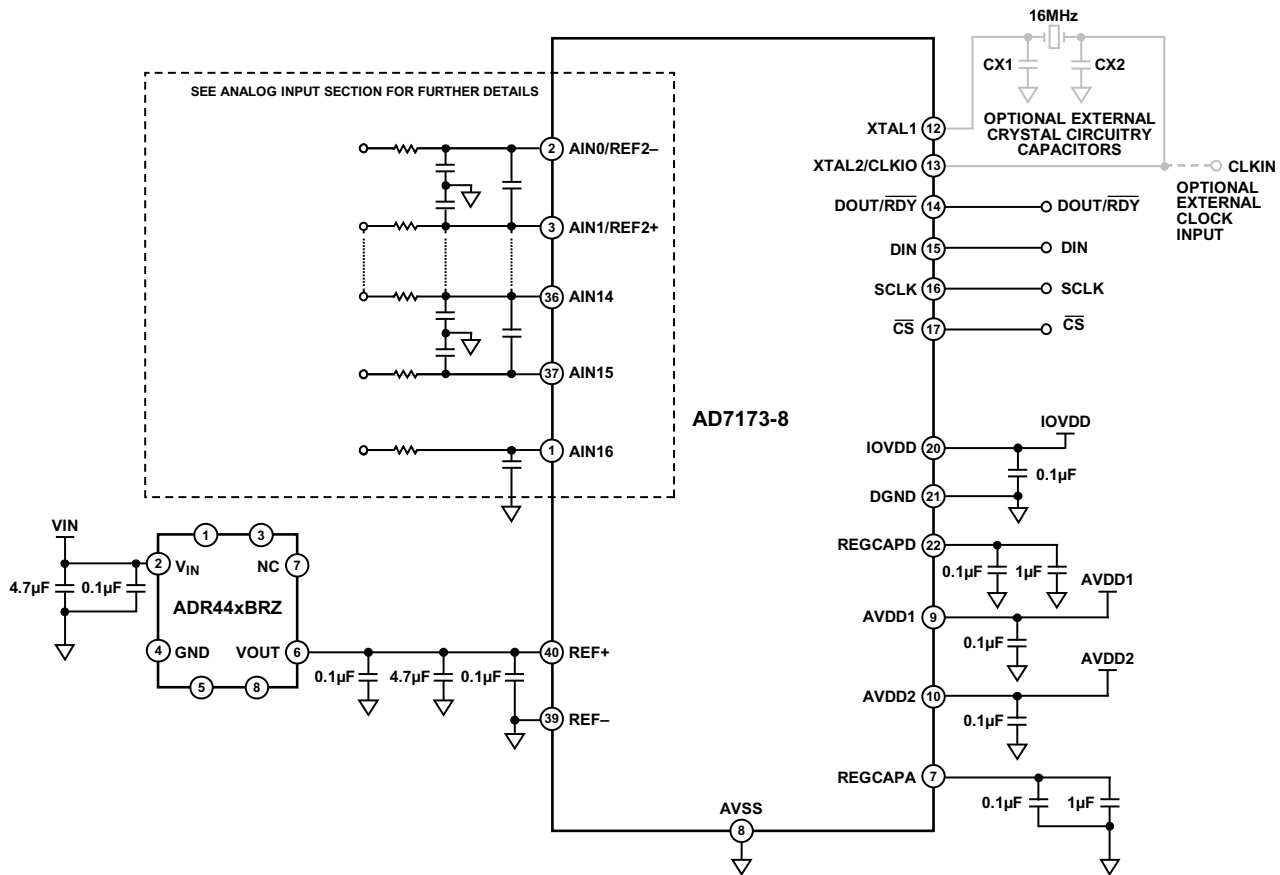 16MHz
CX1
CX2
OPTIONAL EXTERNAL
CRYSTAL CIRCUITRY
CAPACITORS
CLKIN
OPTIONAL
EXTERNAL
CLOCK
INPUT
SEE ANALOG INPUT SECTION FOR FURTHER DETAILS
2 AIN0/REF2–
3 AIN1/REF2+
36 AIN14
37 AIN15
1 AIN16
AD7173-8
XTAL1 12
XTAL2/CLKIO 13
DOUT/RDY 14 DOUT/RDY
DIN 15 DIN
SCLK 16 SCLK
CS 17 CS
IOVDD
IOVDD 20
0.1µF
DGND 21
REGCAPD 22
0.1µF 1µF
AVDD1
AVDD1 9
0.1µF
AVDD2
AVDD2 10
0.1µF
REGCAPA 7
0.1µF 1µF
VIN
1 3
2 VIN
NC 7
4.7µF 0.1µF
ADR44xBRZ
4 GND VOUT 6
5 8
0.1µF 4.7µF 0.1µF
40 REF+
39 REF–
AVSS
8